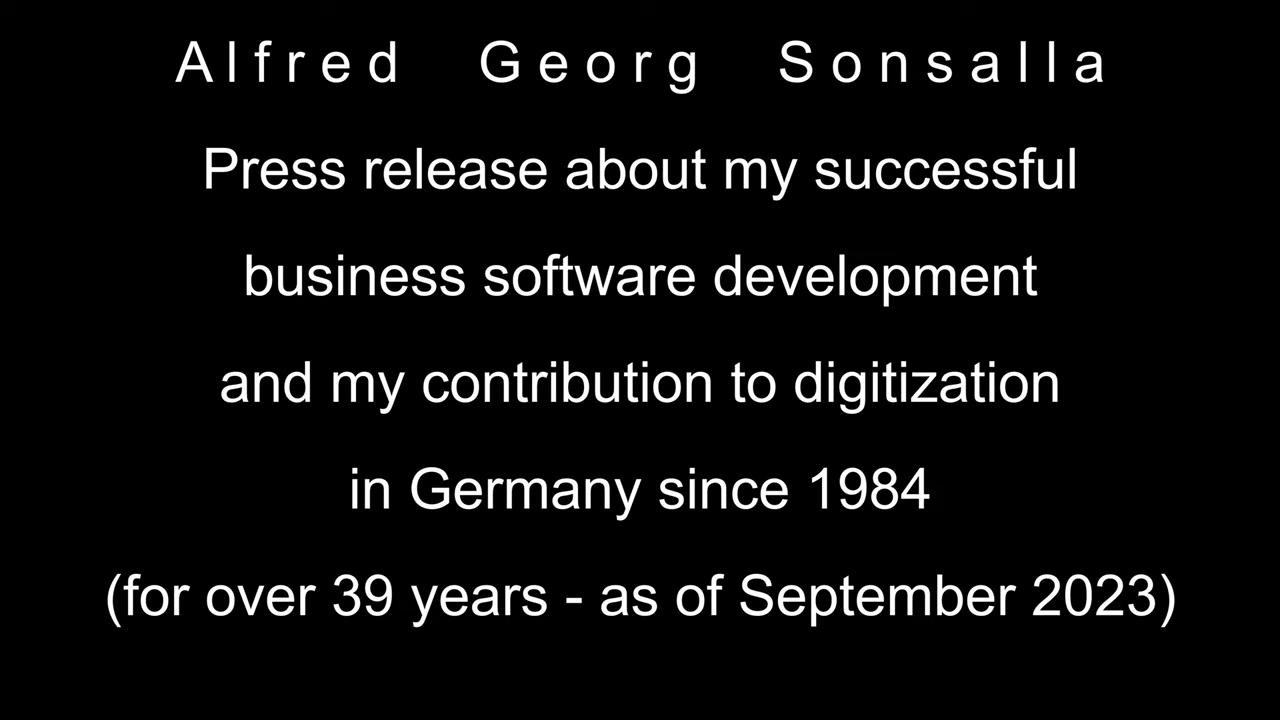 Alfred Georg Sonsalla
Press release about my successful
business software development
and my contribution to digitization
in Germany since 1984
(for over 39 years - as of September 2023)